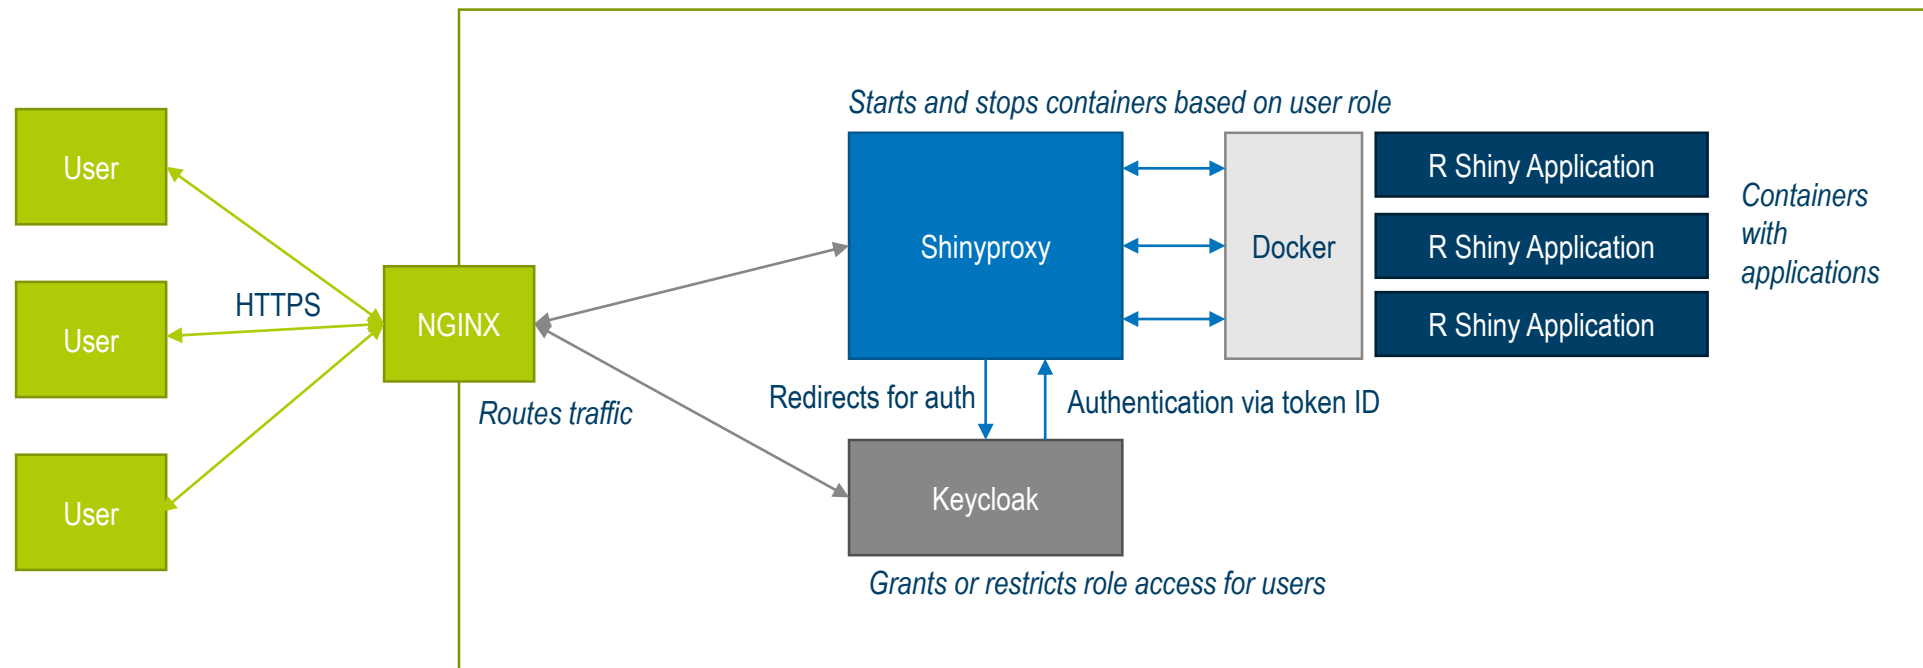 Starts and stops containers based on user role
User
User
User
HTTPS
NGINX
Routes traffic
Shinyproxy
Docker
R Shiny Application
R Shiny Application
R Shiny Application
Containers
with
applications
Redirects for auth
Authentication via token ID
Keycloak
Grants or restricts role access for users